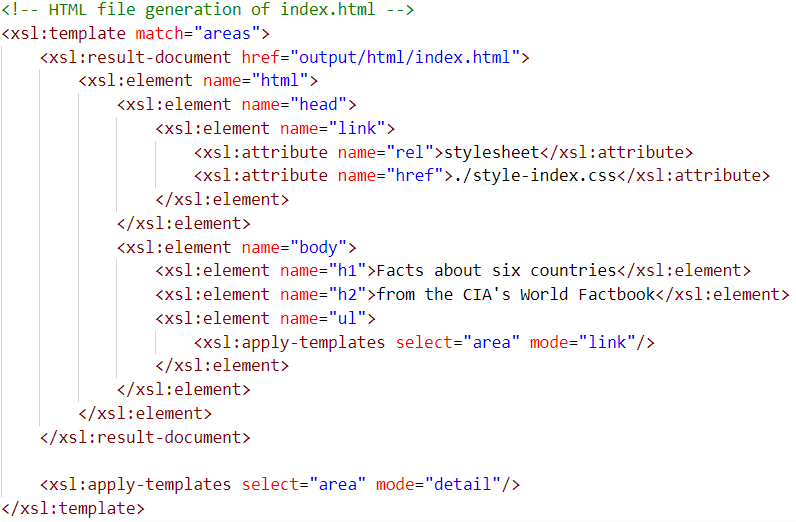 <!-- HTML file generation of index.html -->
<xsl:template match="areas">
    <xsl:result-document href="output/html/index.html">
        <xsl:element name="html">
            <xsl:element name="head">
                <xsl:element name="link">
                    <xsl:attribute name="rel">stylesheet</xsl:attribute>
                    <xsl:attribute name="href">./style-index.css</xsl:attribute>
                </xsl:element>
            </xsl:element>
            <xsl:element name="body">
                <xsl:element name="h1">Facts about six countries</xsl:element>
                <xsl:element name="h2">from the CIA's World Factbook</xsl:element>
                <xsl:element name="ul">
                    <xsl:apply-templates select="area" mode="link"/>
                </xsl:element>
            </xsl:element>
        </xsl:element>
    </xsl:result-document>

    <xsl:apply-templates select="area" mode="detail"/>
</xsl:template>